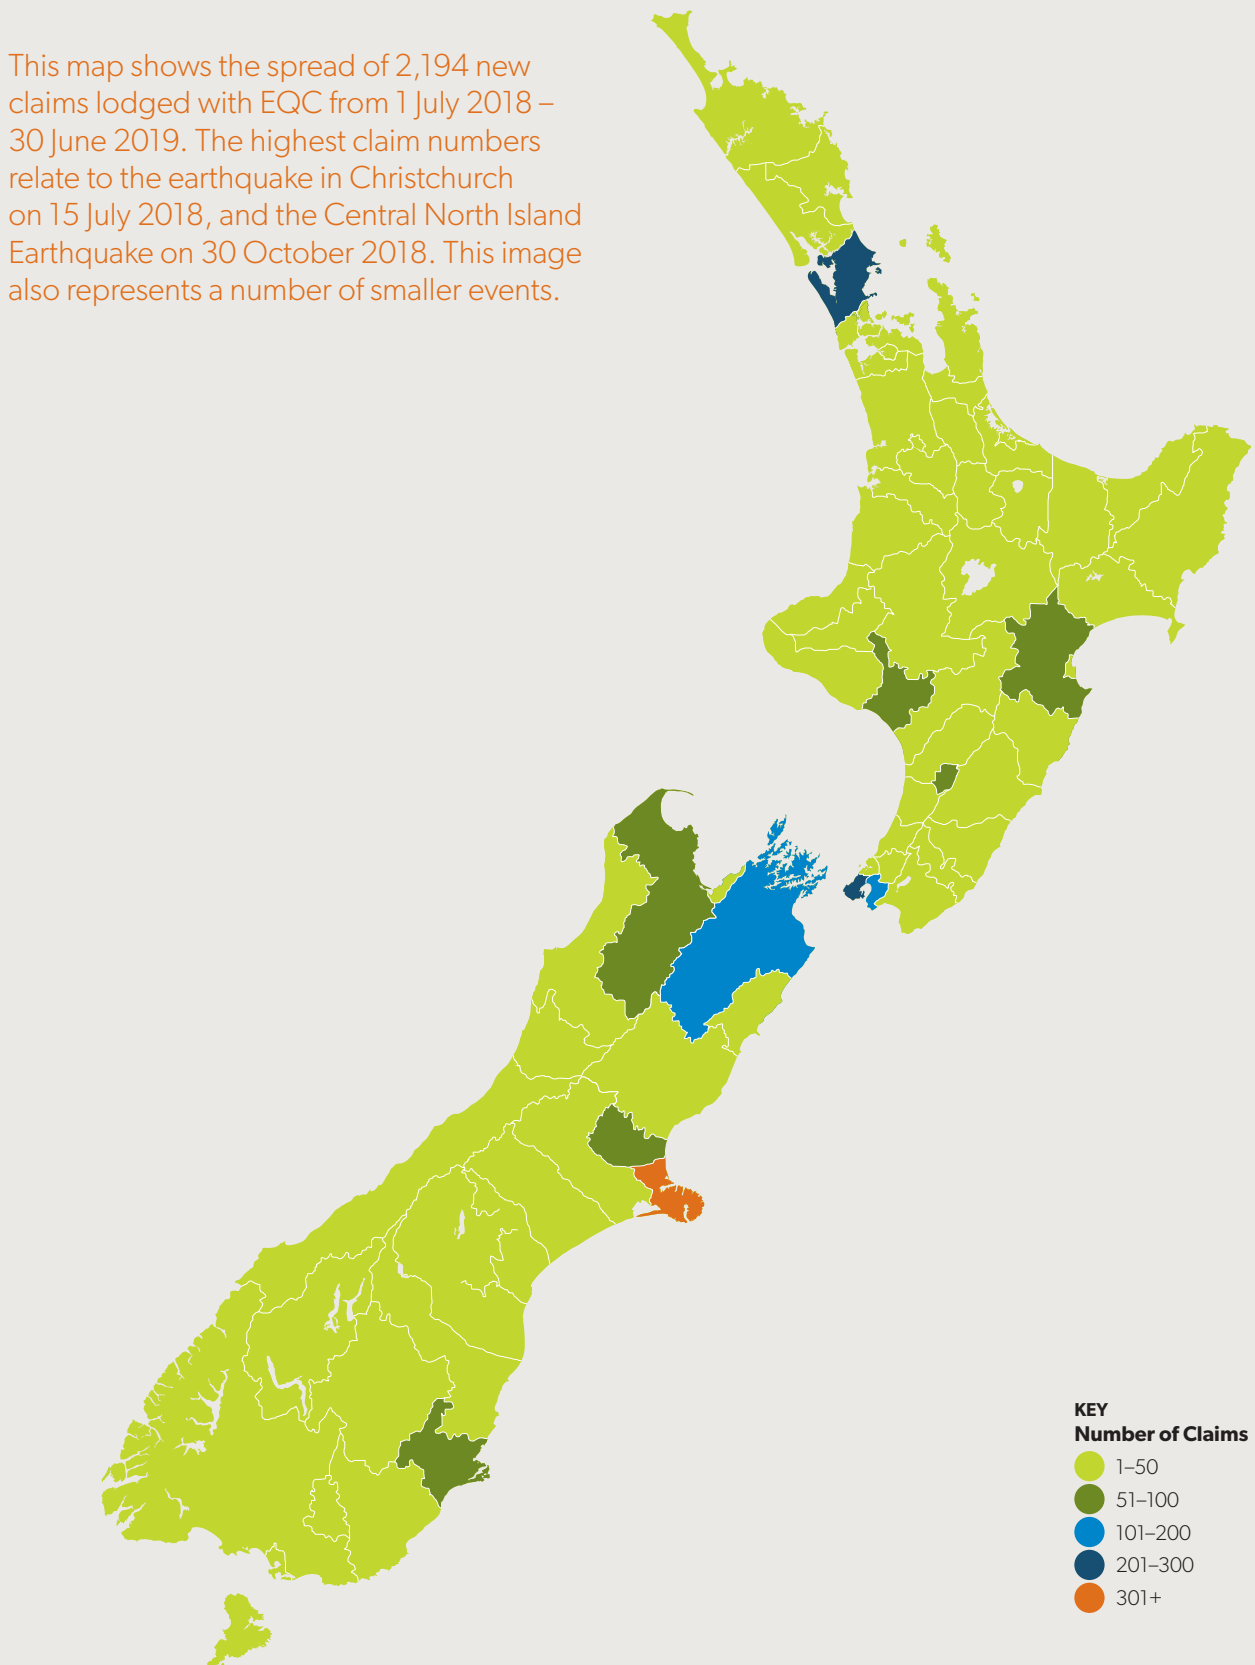 This map shows the spread of 2,194 new
claims lodged with EQC from 1 July 2018 –
30 June 2019. The highest claim numbers
relate to the earthquake in Christchurch
on 15 July 2018, and the Central North Island
Earthquake on 30 October 2018. This image
also represents a number of smaller events.
KEY
Number of Claims
1–50
51–100
101–200
201–300
301+